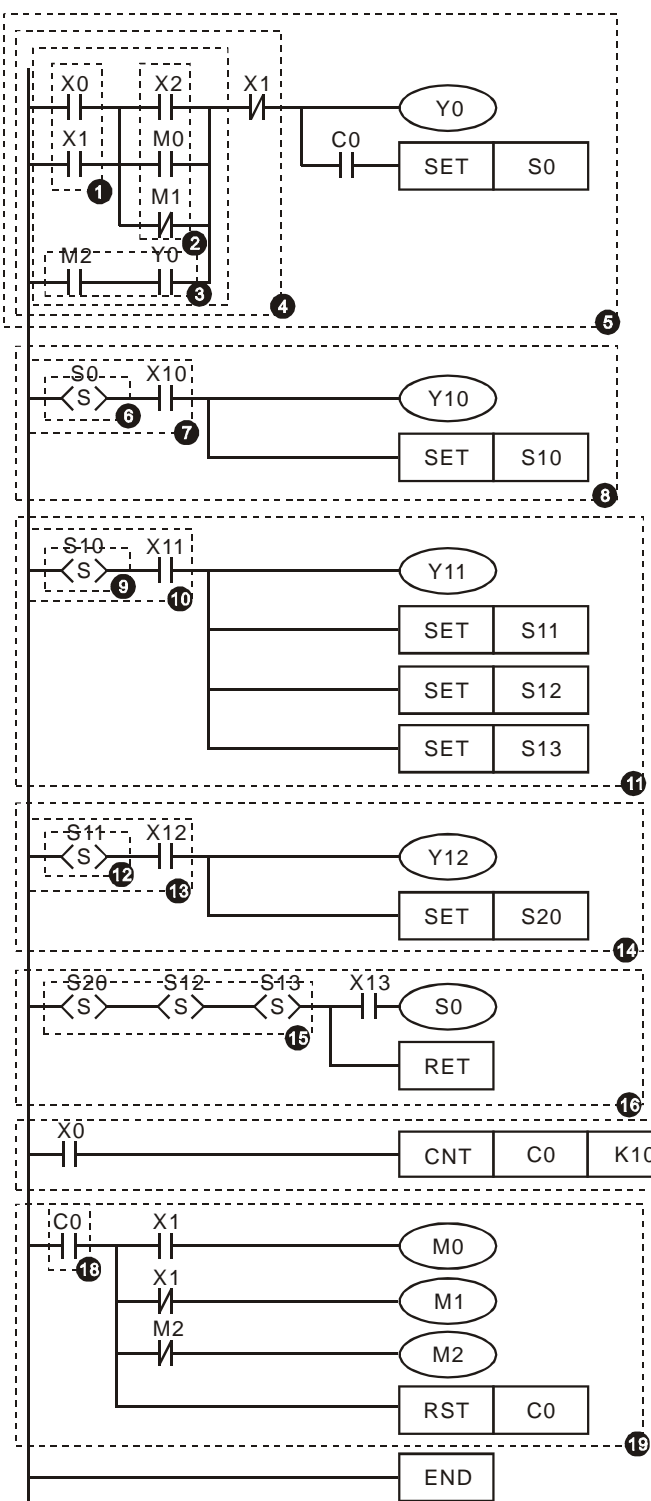 X0 X2 X1
Y0
X1 M0 C0
SET S0
1 M1
2
M2 Y0
3 4
5
S0 X10
S Y10
6 7
SET S10
8
S10 X11
S Y11
9 10
SET S11
SET S12
SET S13
11
S11 X12
S Y12
12 13
SET S20
14
S20 S12 S13 X13
S S S S0
15
RET
16
X0
CNT C0 K10
C0 X1
M0
18
X1
M1
M2
M2
RST C0
19
END